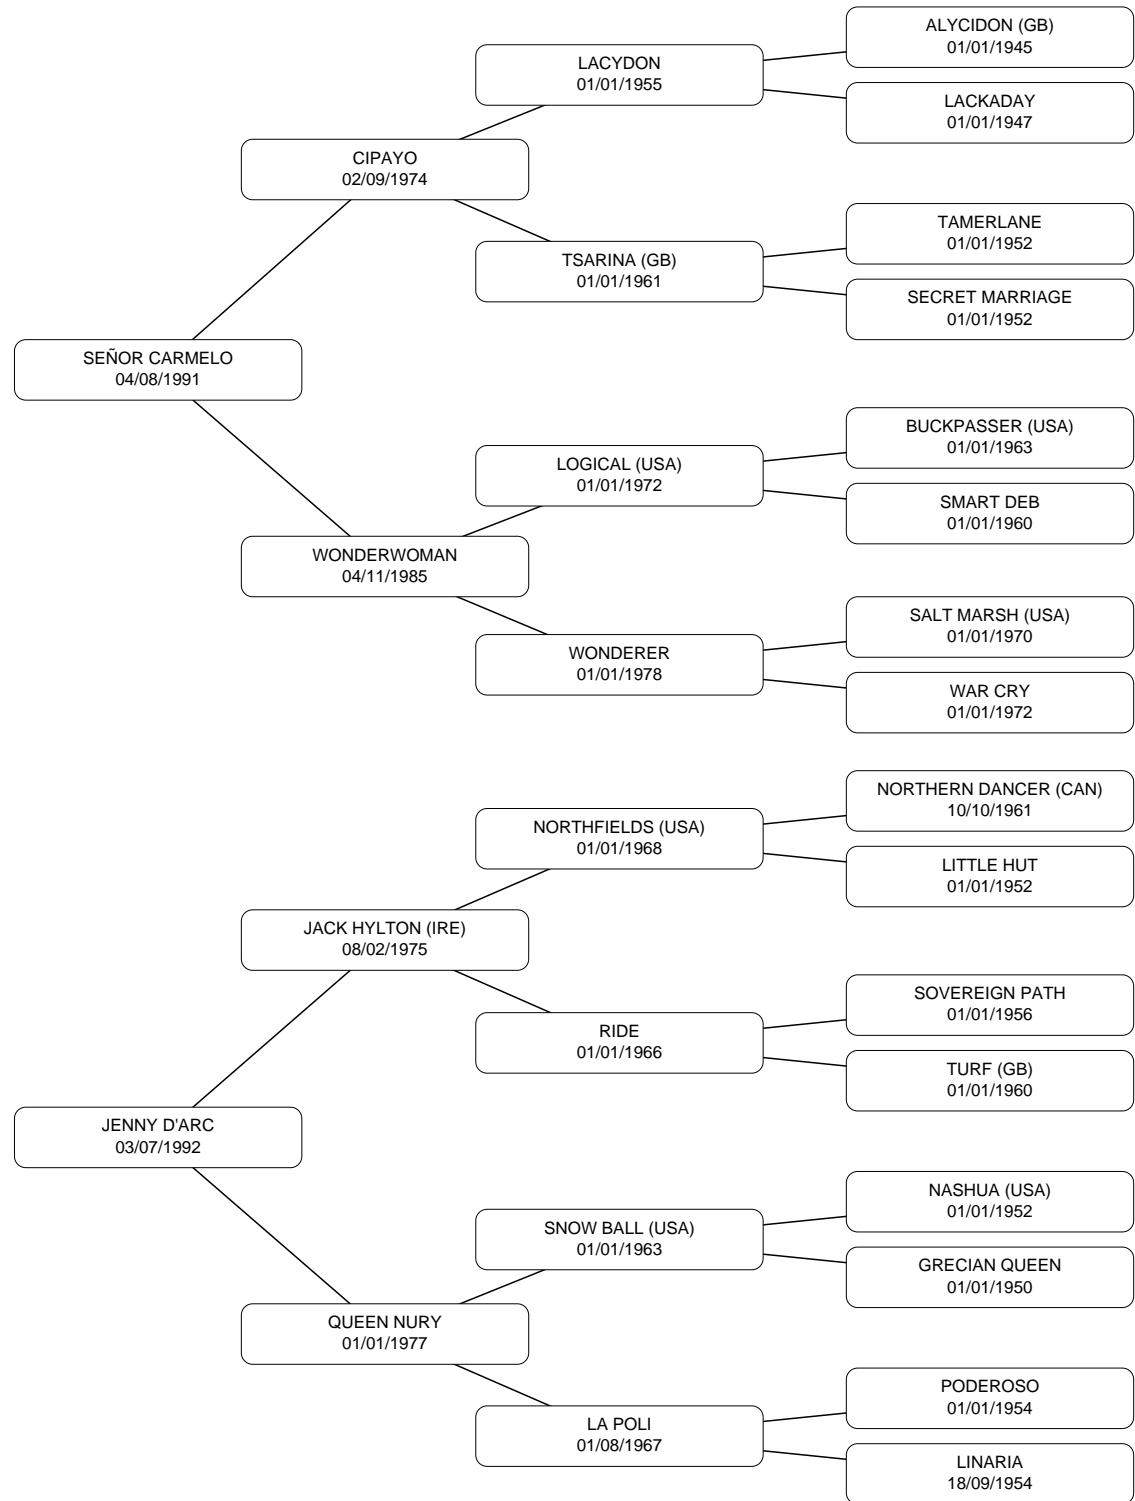 ALYCIDON (GB)
01/01/1945
LACYDON
01/01/1955
LACKADAY
01/01/1947
CIPAYO
02/09/1974
TAMERLANE
01/01/1952
TSARINA (GB)
01/01/1961
SECRET MARRIAGE
01/01/1952
SEÑOR CARMELO
04/08/1991
BUCKPASSER (USA)
01/01/1963
LOGICAL (USA)
01/01/1972
SMART DEB
01/01/1960
WONDERWOMAN
04/11/1985
SALT MARSH (USA)
01/01/1970
WONDERER
01/01/1978
WAR CRY
01/01/1972
NORTHERN DANCER (CAN)
10/10/1961
NORTHFIELDS (USA)
01/01/1968
LITTLE HUT
01/01/1952
JACK HYLTON (IRE)
08/02/1975
SOVEREIGN PATH
01/01/1956
RIDE
01/01/1966
TURF (GB)
01/01/1960
JENNY D'ARC
03/07/1992
NASHUA (USA)
01/01/1952
SNOW BALL (USA)
01/01/1963
GRECIAN QUEEN
01/01/1950
QUEEN NURY
01/01/1977
PODEROSO
01/01/1954
LA POLI
01/08/1967
LINARIA
18/09/1954